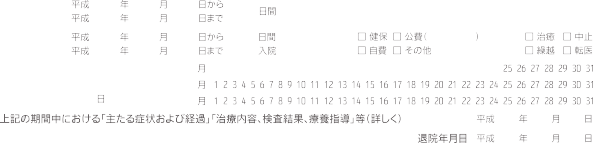 平成 年 月 日から
日間
平成 年 月 日まで
平成 年 月 日から 日間 □ 健保 □ 公費( ) □ 治癒 □ 中止
平成 年 月 日まで 入院 □ 自費 □ その他 □ 繰越 □ 転医
月 25 26 27 28 29 30 31
日 月 1 2 3 4 5 6 7 8 9 10 11 12 13 14 15 16 17 18 19 20 21 22 23 24 25 26 27 28 29 30 31
月 1 2 3 4 5 6 7 8 9 10 11 12 13 14 15 16 17 18 19 20 21 22 23 24 25 26 27 28 29 30 31
上記の期間中における「主たる症状および経過」「治療内容、検査結果、療養指導」等(詳しく) 平成 年 月 日
退院年月日 平成 年 月 日